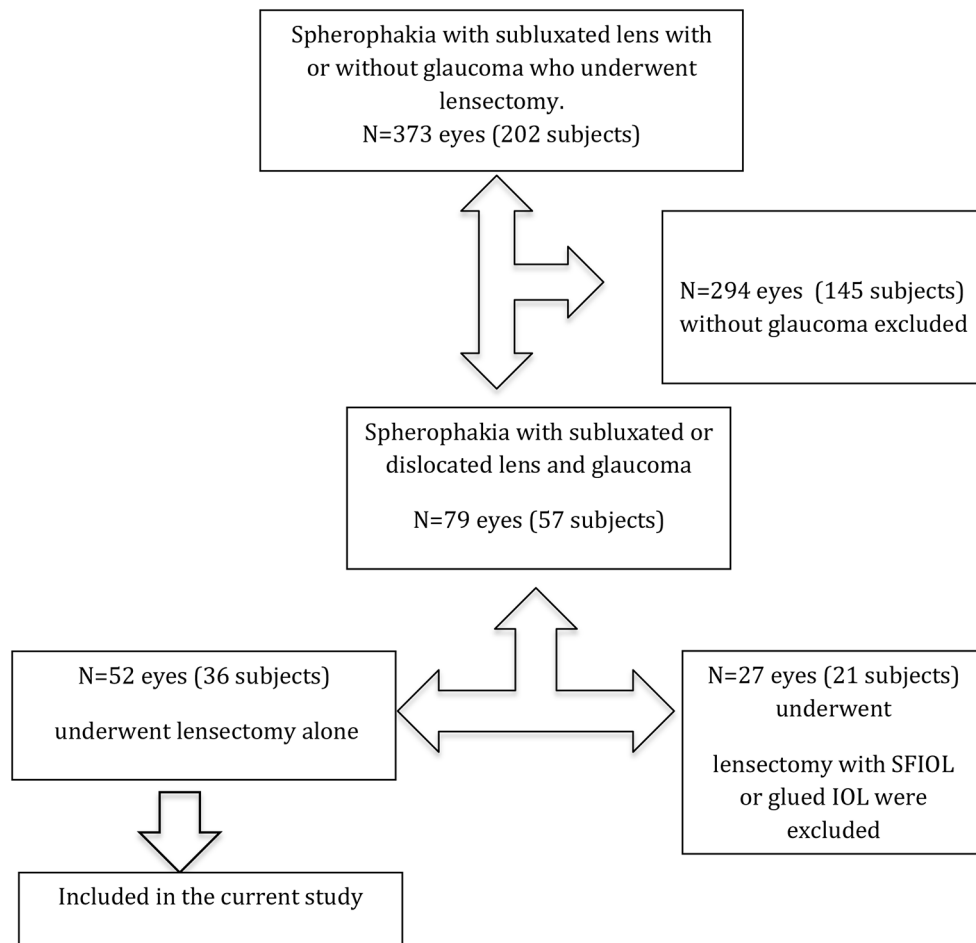 Spherophakia with subluxated lens with
or without glaucoma who underwent
lensectomy.
N=373 eyes (202 subjects)
N=294 eyes (145 subjects)
without glaucoma excluded
Spherophakia with subluxated or
dislocated lens and glaucoma
N=79 eyes (57 subjects)
N=52 eyes (36 subjects)
underwent lensectomy alone
N=27 eyes (21 subjects)
underwent
lensectomy with SFIOL
or glued IOL were
excluded
Included in the current study